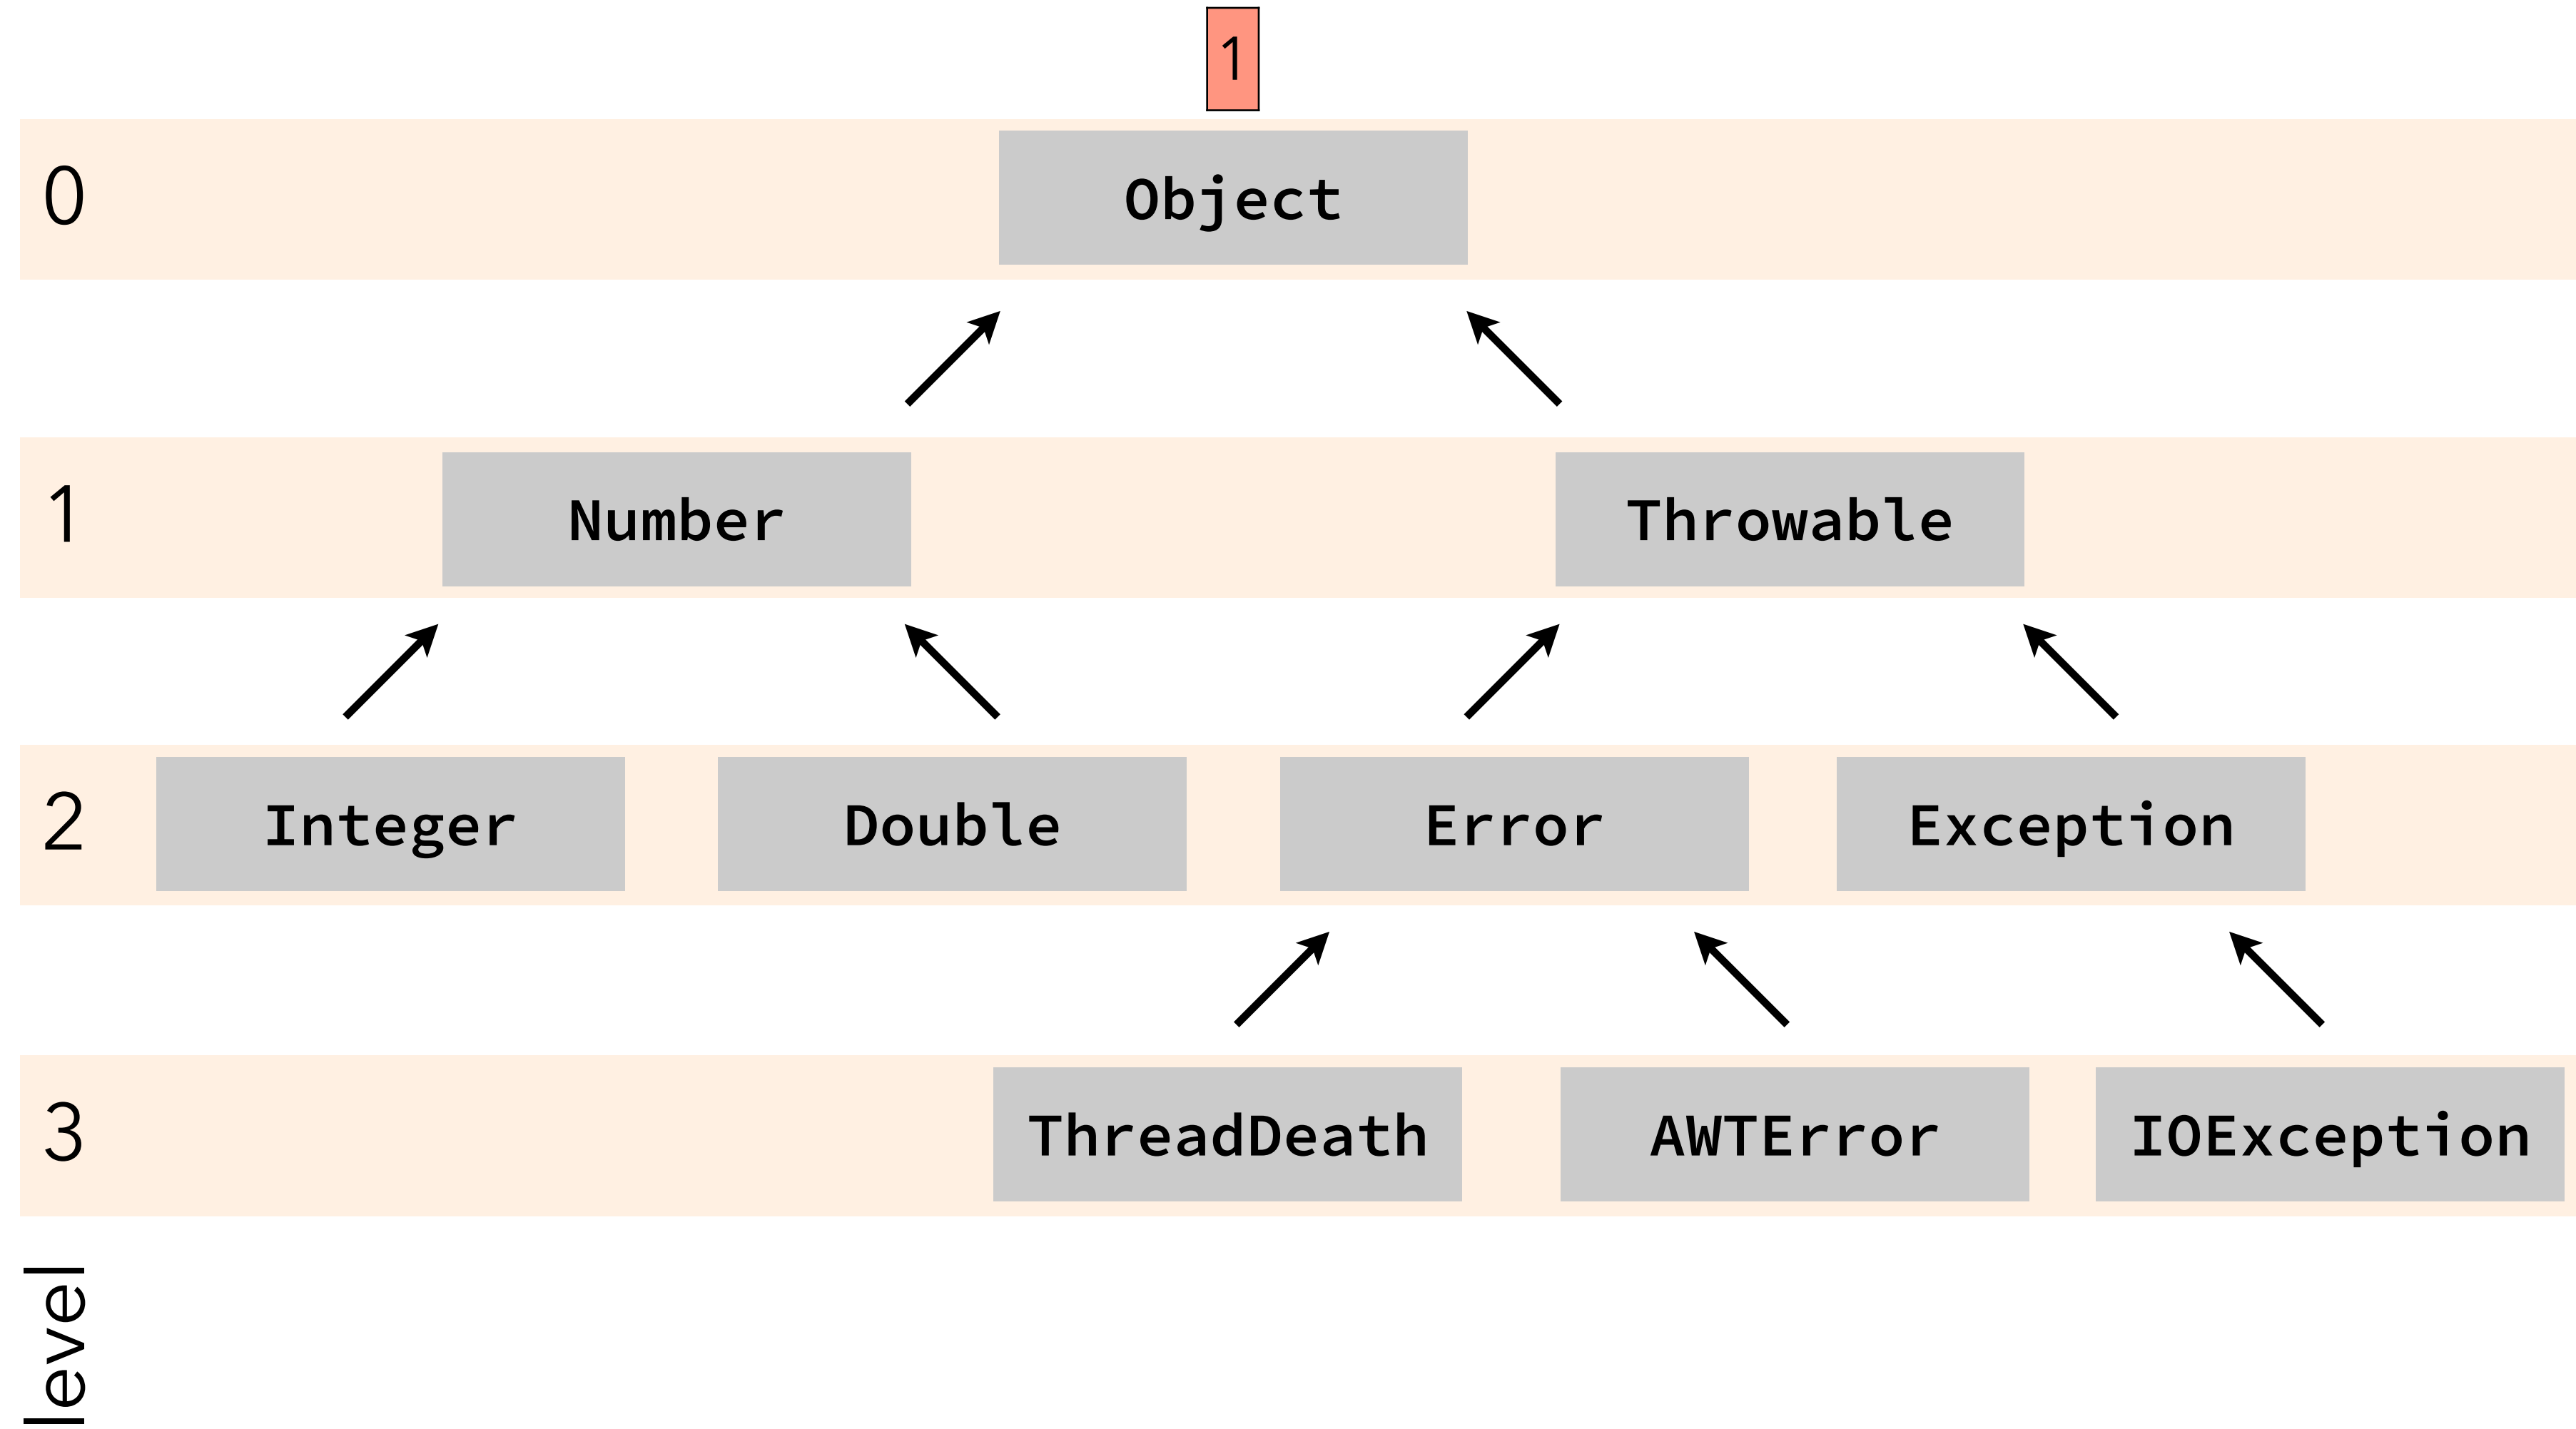 1
0
Object
1
Number
Throwable
2
Integer
Double
Error
Exception
3
ThreadDeath
AWTError
IOException
level